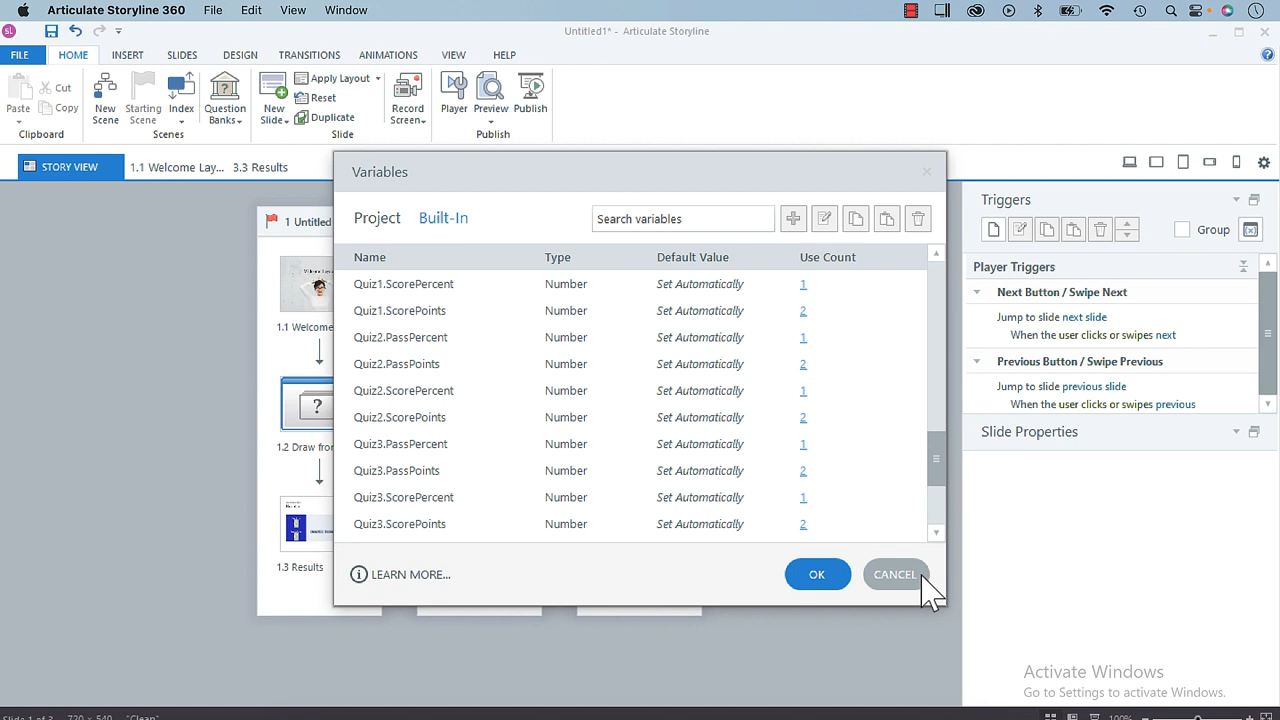 Articulate Storyline 360 File Edit View Window
Untitled1* - Articulate Storyline
FILE HOME INSERT SLIDES DESIGN TRANSITIONS ANIMATIONS VIEW HELP
Paste Cut Copy
Clipboard
New Scene Starting Scene Index Question Banks
Scenes
New Slide Apply Layout Reset Duplicate
Slide
Record Screen
Player Preview Publish
Publish
STORY VIEW 1.1 Welcome Lay... 3.3 Results
1 Untitled
1.1 Welcome
?
1.2 Draw from
1.3 Results
Variables
Project Built-In Search variables
Name Type Default Value Use Count
Quiz1.ScorePercent Number Set Automatically 1
Quiz1.ScorePoints Number Set Automatically 2
Quiz2.PassPercent Number Set Automatically 1
Quiz2.PassPoints Number Set Automatically 2
Quiz2.ScorePercent Number Set Automatically 1
Quiz2.ScorePoints Number Set Automatically 2
Quiz3.PassPercent Number Set Automatically 1
Quiz3.PassPoints Number Set Automatically 2
Quiz3.ScorePercent Number Set Automatically 1
Quiz3.ScorePoints Number Set Automatically 2
LEARN MORE... OK CANCEL
Triggers
Group
Player Triggers
Next Button / Swipe Next
Jump to slide next slide
When the user clicks or swipes next
Previous Button / Swipe Previous
Jump to slide previous slide
When the user clicks or swipes previous
Slide Properties
Activate Windows
Go to Settings to activate Windows.
Slide 1 of 3 720 × 540 "Clean" 100%